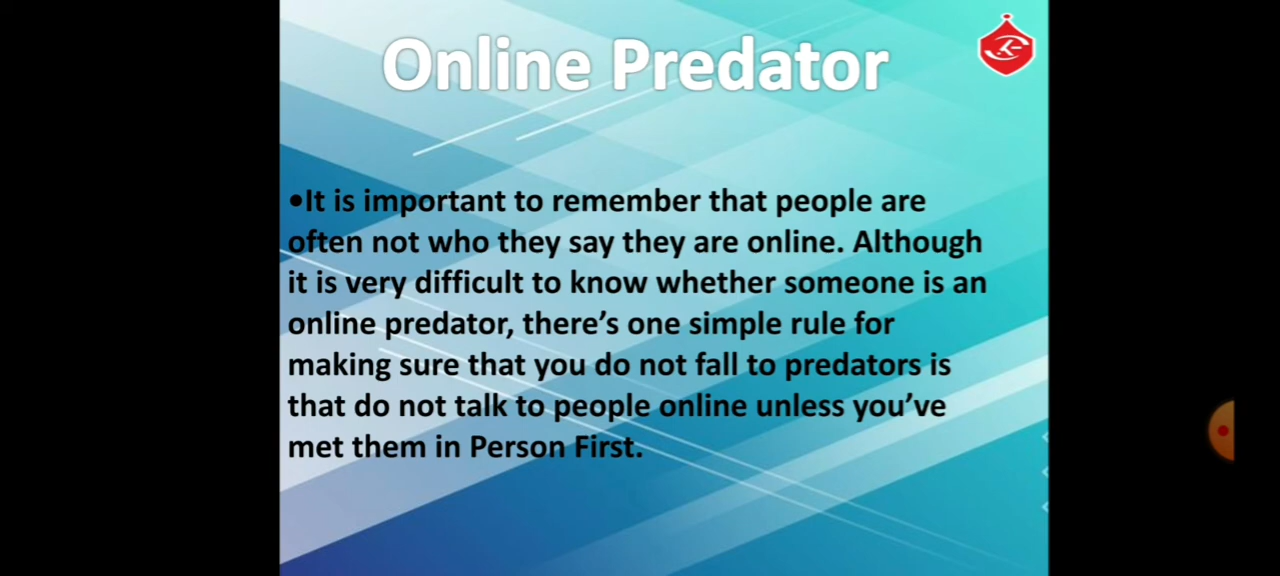 Online Predator
•It is important to remember that people are
often not who they say they are online. Although
it is very difficult to know whether someone is an
online predator, there’s one simple rule for
making sure that you do not fall to predators is
that do not talk to people online unless you’ve
met them in Person First.